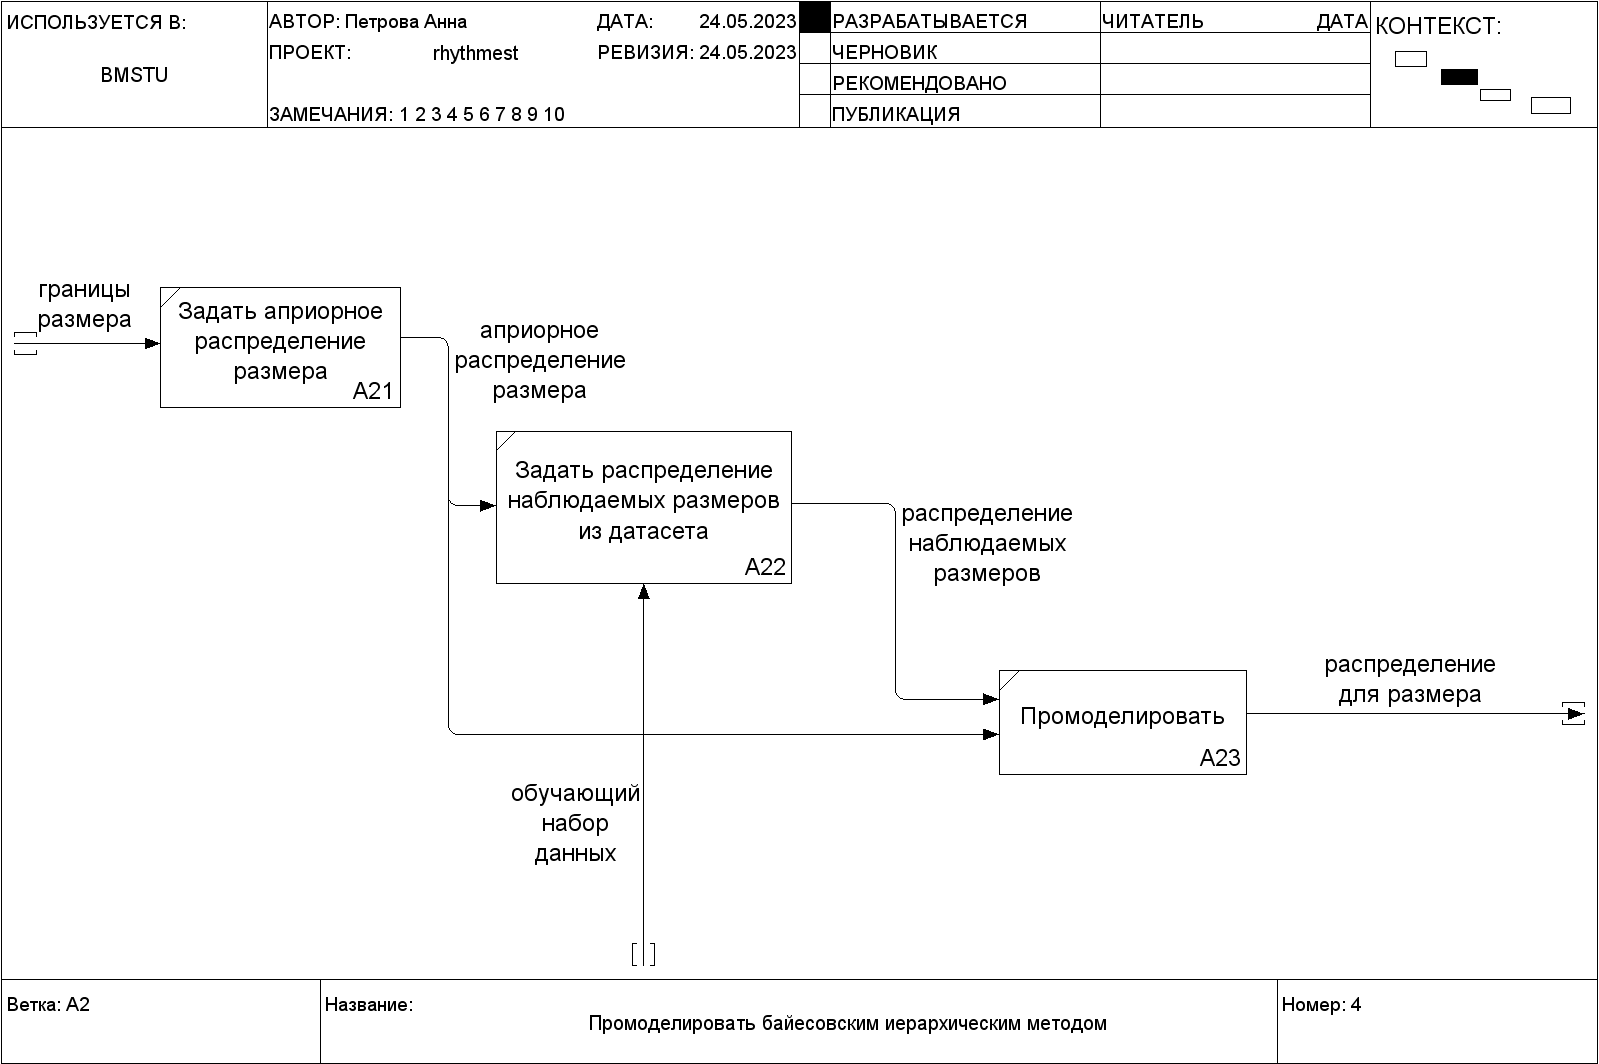 ИСПОЛЬЗУЕТСЯ В:
BMSTU
АВТОР: Петрова Анна
ДАТА: 24.05.2023
ПРОЕКТ: rhythmest
РЕВИЗИЯ: 24.05.2023
ЗАМЕЧАНИЯ: 1 2 3 4 5 6 7 8 9 10
РАЗРАБАТЫВАЕТСЯ
ЧЕРНОВИК
РЕКОМЕНДОВАНО
ПУБЛИКАЦИЯ
ЧИТАТЕЛЬ ДАТА
КОНТЕКСТ:
границы
размера
Задать априорное
распределение
размера
A21
априорное
распределение
размера
Задать распределение
наблюдаемых размеров
из датасета
A22
распределение
наблюдаемых
размеров
Промоделировать
A23
распределение
для размера
обучающий
набор
данных
Ветка: A2
Название:
Промоделировать байесовским иерархическим методом
Номер: 4